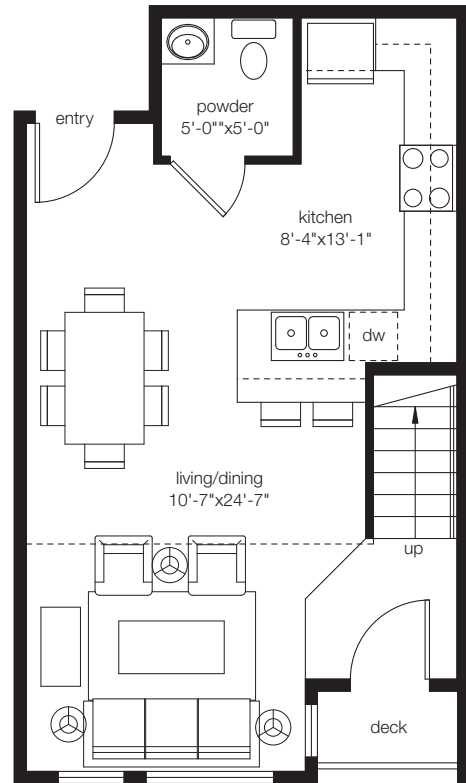 entry
powder
5'-0""x5'-0"
kitchen
8'-4"x13'-1"
dw
living/dining
10'-7"x24'-7"
up
deck